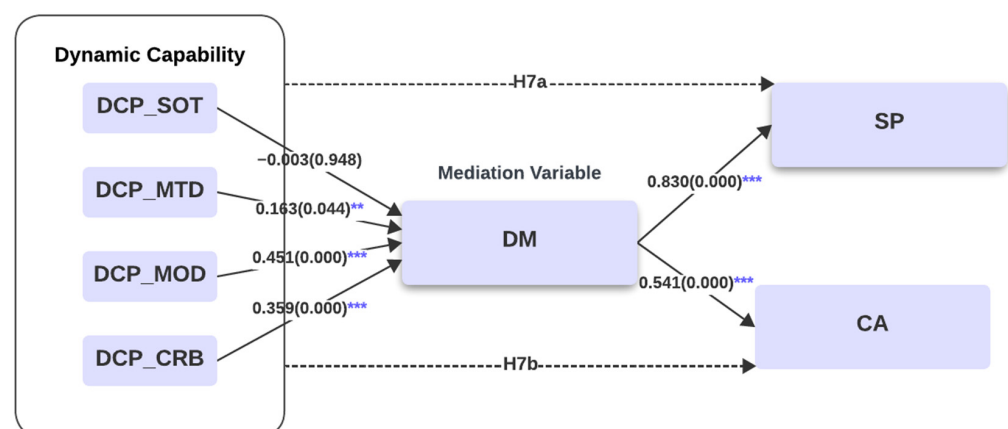 Dynamic Capability
DCP_SOT
H7a
SP
−0.003(0.948)
Mediation Variable
0.830(0.000)***
DCP_MTD
0.163(0.044)**
DM
0.451(0.000)***
DCP_MOD
0.541(0.000)***
0.359(0.000)***
CA
DCP_CRB
H7b